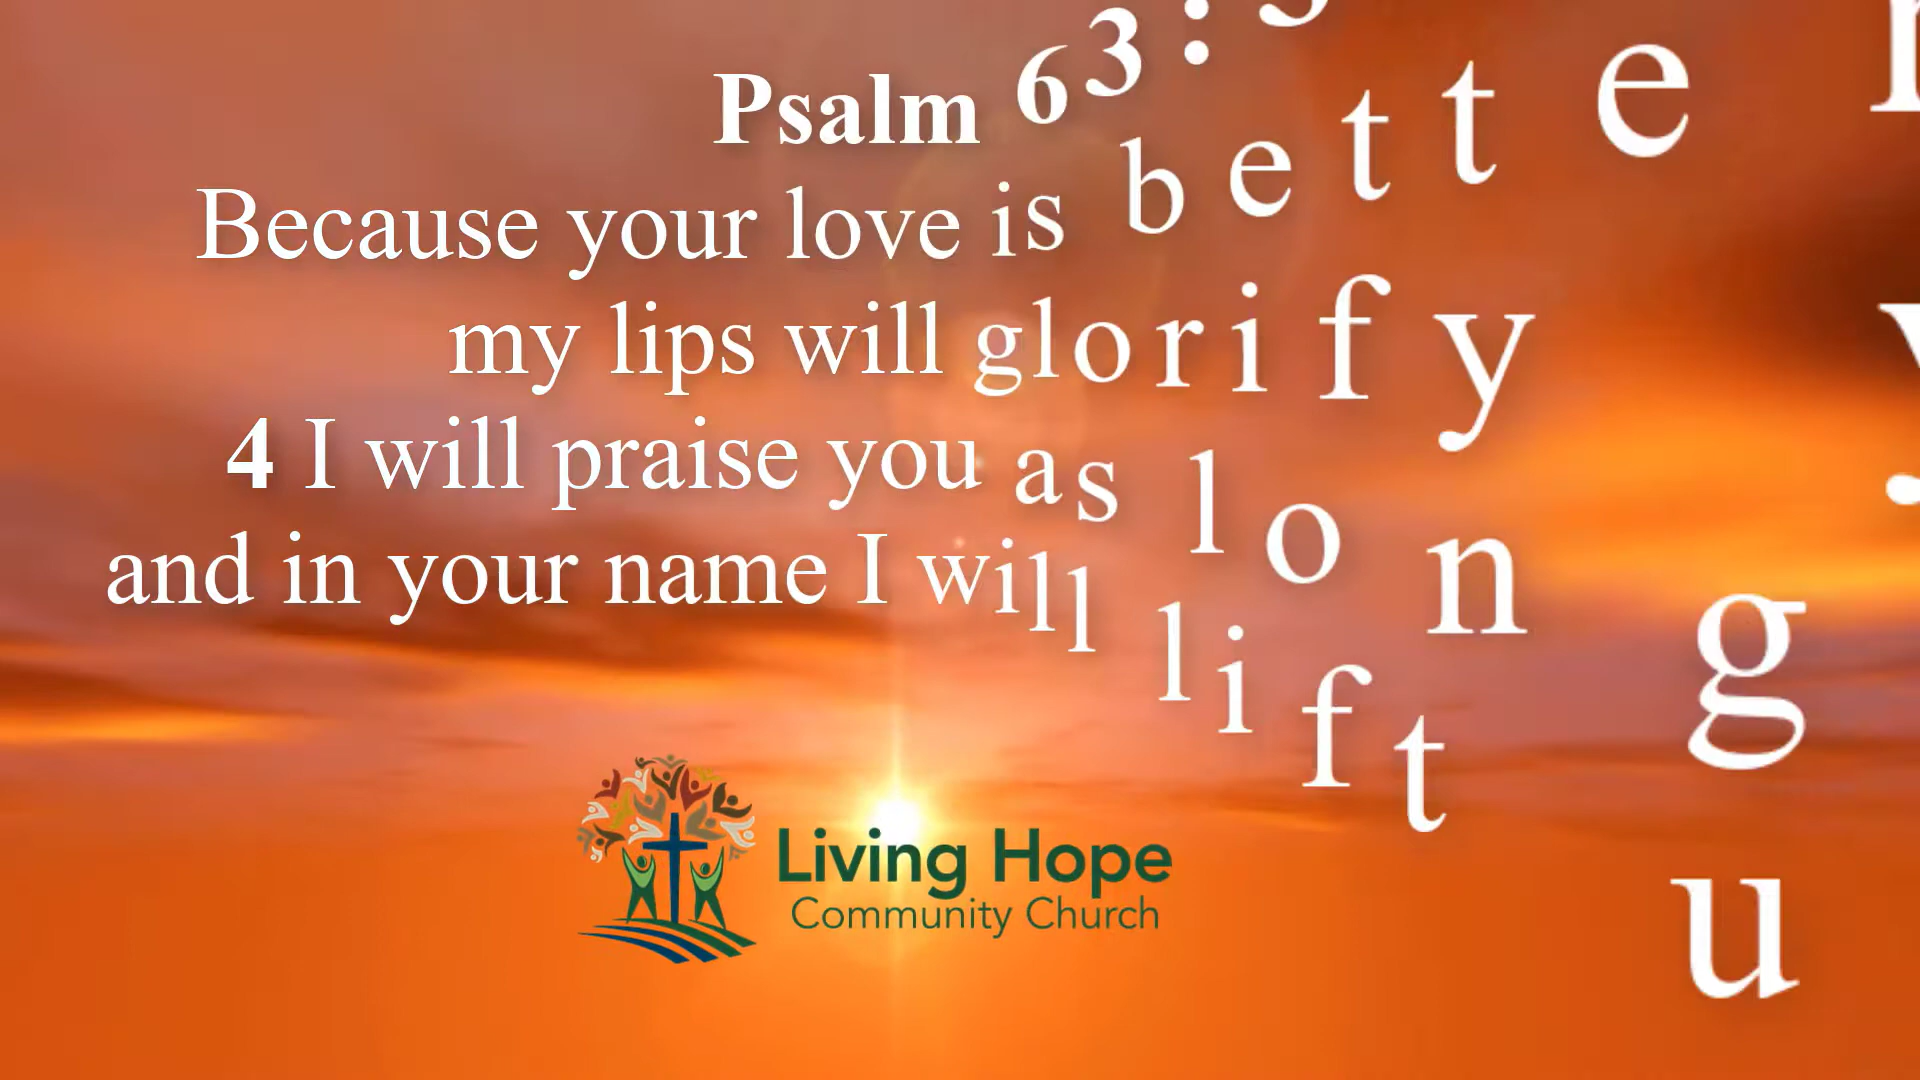 Psalm 63:
Because your love is better
my lips will glorify y
4 I will praise you as long
and in your name I will lift u
Living Hope
Community Church